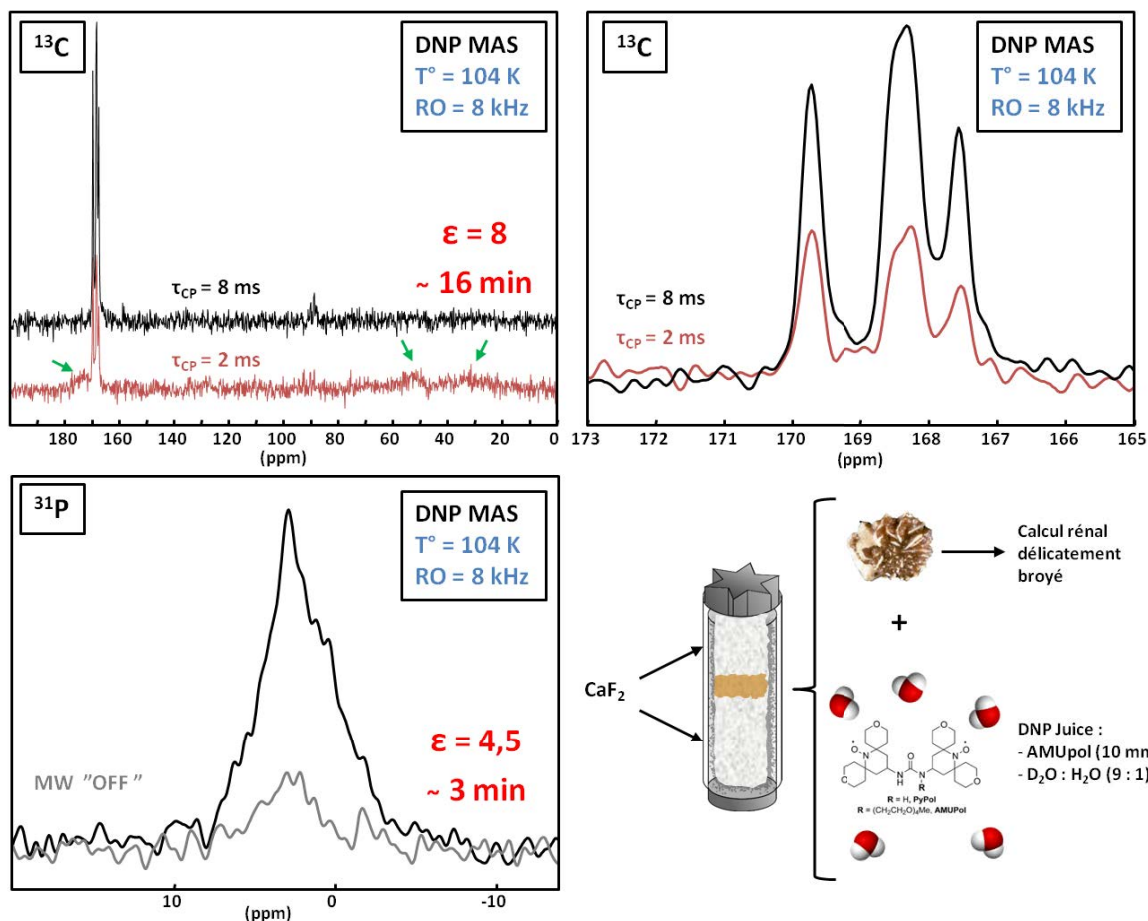 13C
DNP MAS
T° = 104 K
RO = 8 kHz
ε = 8
~ 16 min
τCP = 8 ms
τCP = 2 ms
180 160 140 120 100 80 60 40 20 0
(ppm)
13C
DNP MAS
T° = 104 K
RO = 8 kHz
τCP = 8 ms
τCP = 2 ms
173 172 171 170 169 168 167 166 165
(ppm)
31P
DNP MAS
T° = 104 K
RO = 8 kHz
ε = 4,5
~ 3 min
MW "OFF"
10 0 -10
(ppm)
CaF2
Calcul rénal
délicatement
broyé
+
DNP Juice :
- AMUpol (10 mm
- D2O : H2O (9 : 1)
O O
·O N N O·
O NH N O
O R
R = H, PyPol
R = (CH2CH2O)4Me, AMUPol